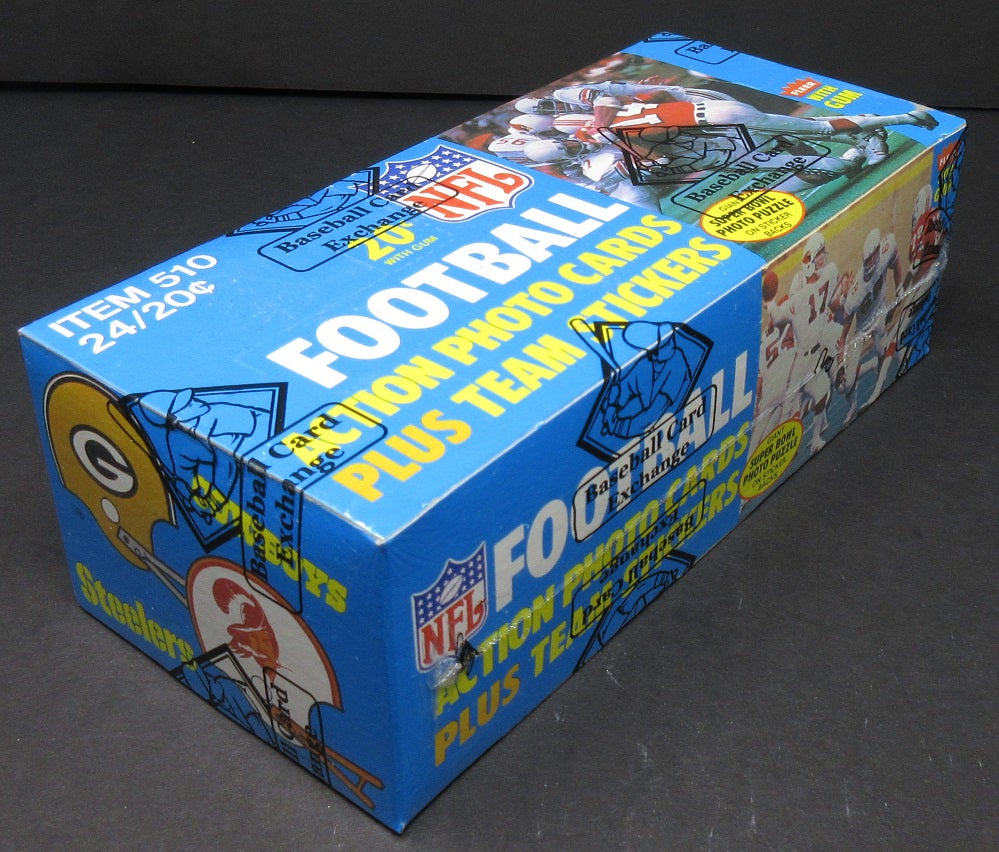 ITEM 510
24/20¢
NFL
20¢
WITH GUM
FOOTBALL
ACTION PHOTO CARDS
PLUS TEAM STICKERS
FLEER
WITH
GUM
GIANT
SUPER BOWL
PHOTO PUZZLE
ON STICKER
BACKS
Baseball Card
Exchange
Baseball Card
Exchange
Baseball Card
Exchange
14
56
G
COWBOYS
Steelers
NFL
FOOTBALL
ACTION PHOTO CARDS
PLUS TEAM STICKERS
17
GIANT
SUPER BOWL
PHOTO PUZZLE
ON STICKER
BACKS
Baseball Card
Exchange
Baseball Card
Exchange